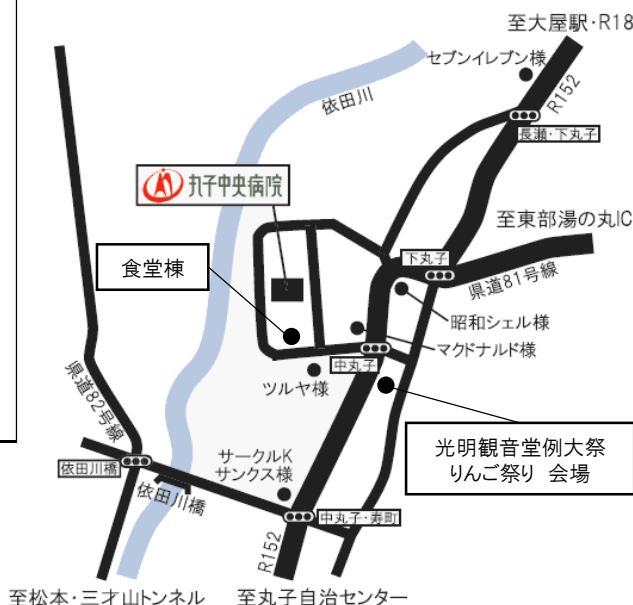 至大屋駅・R18
セブンイレブン様
R152
依田川
長瀬・下丸子
丸子中央病院
至東部湯の丸IC
食堂棟
下丸子
県道81号線
昭和シェル様
マクドナルド様
中丸子
ツルヤ様
県道82号線
光明観音堂例大祭
りんご祭り 会場
サークルK
サンクス様
依田川橋
依田川橋
中丸子・寿町
R152
至松本・三才山トンネル
至丸子自治センター